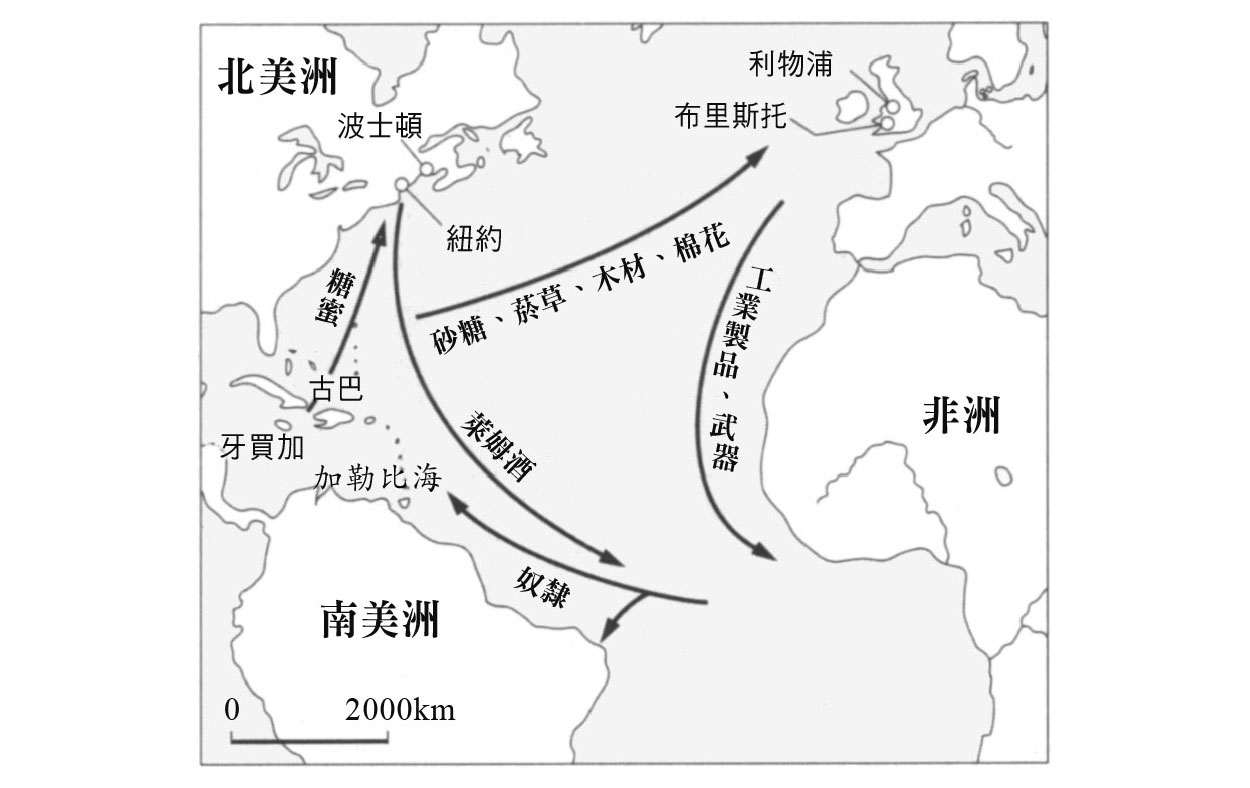 北美洲
利物浦
布里斯托
波士頓
紐約
糖蜜
砂糖、菸草、木材、棉花
工業製品、武器
古巴
非洲
牙買加
萊姆酒
加勒比海
奴隸
南美洲
0 2000km